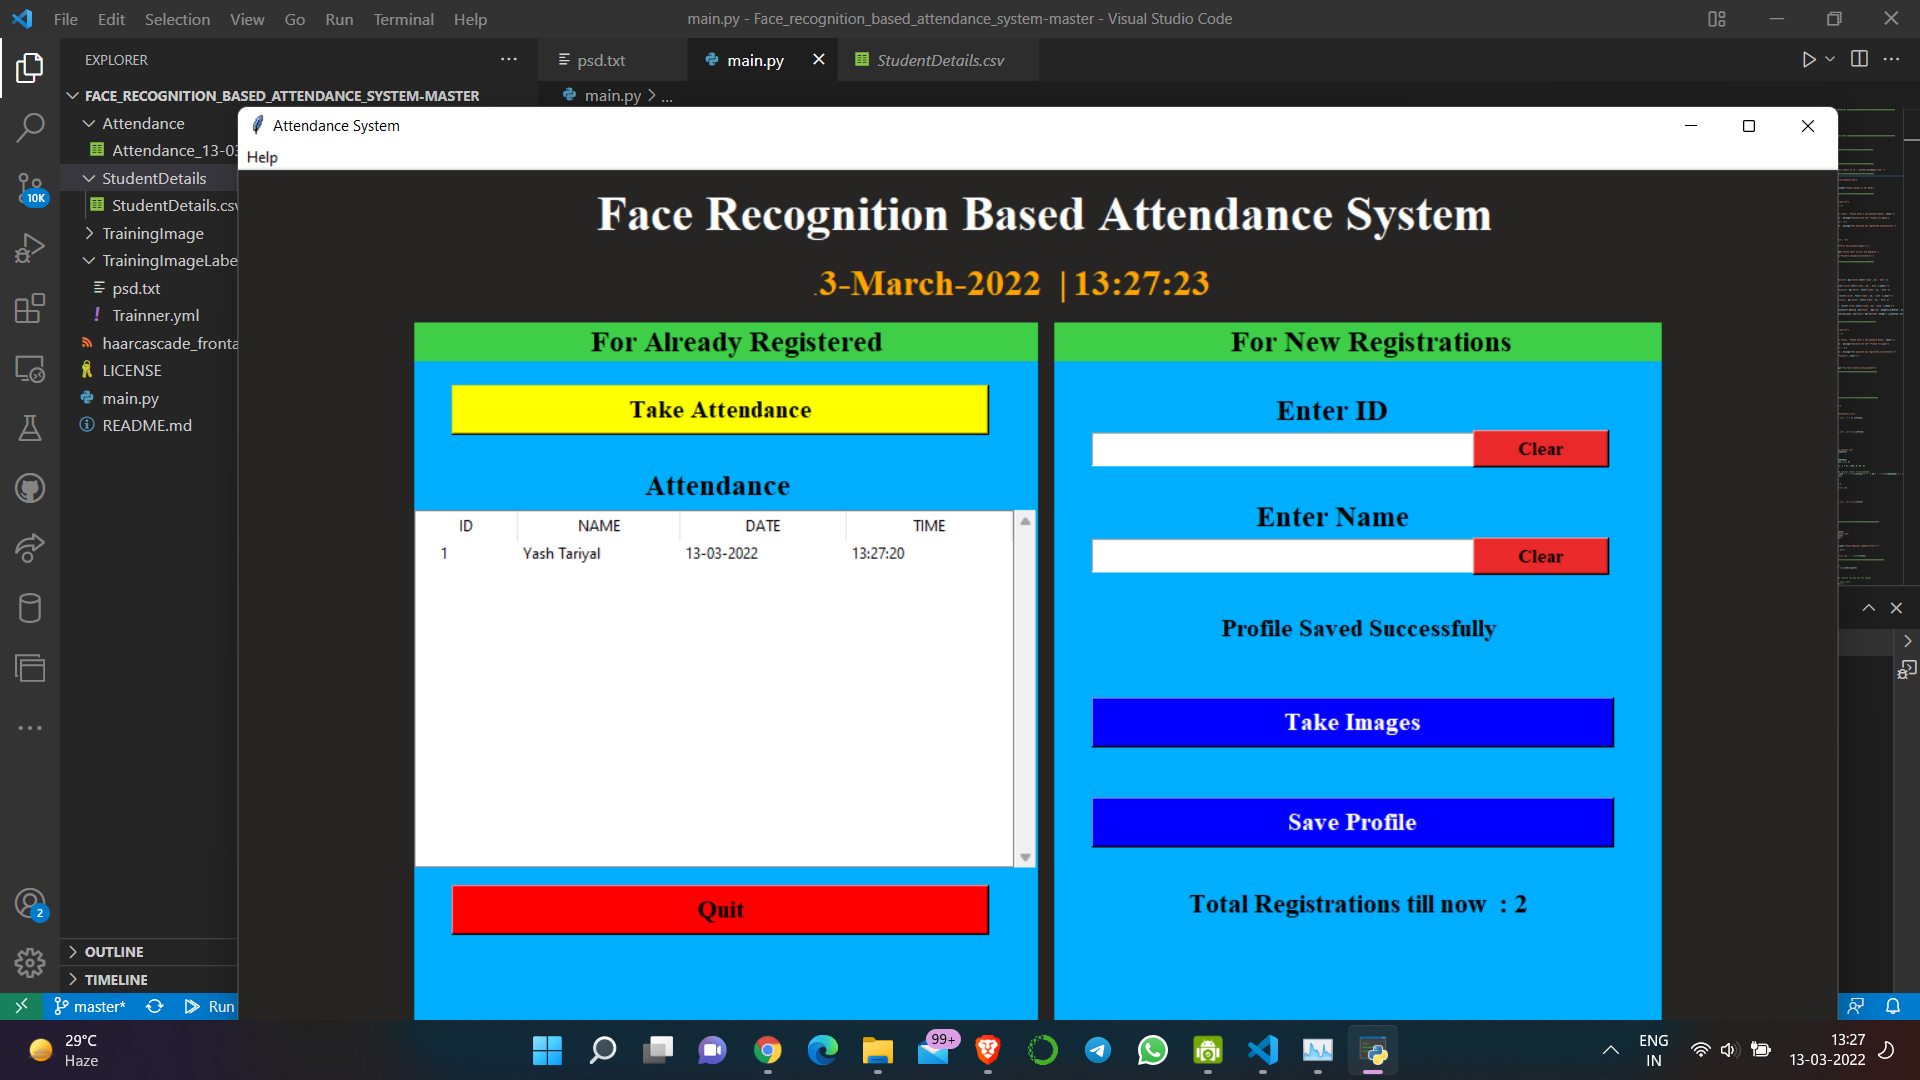 File Edit Selection View Go Run Terminal Help
main.py - Face_recognition_based_attendance_system-master - Visual Studio Code
EXPLORER
psd.txt
main.py
StudentDetails.csv
FACE_RECOGNITION_BASED_ATTENDANCE_SYSTEM-MASTER
main.py > ...
Attendance
Attendance_13-03
StudentDetails
StudentDetails.csv
TrainingImage
TrainingImageLabe
psd.txt
Trainner.yml
haarcascade_fronta
LICENSE
main.py
README.md
10K
2
OUTLINE
TIMELINE
master*
Run
Attendance System
Help
Face Recognition Based Attendance System
3-March-2022 | 13:27:23
For Already Registered
Take Attendance
Attendance
ID NAME DATE TIME
1 Yash Tariyal 13-03-2022 13:27:20
Quit
For New Registrations
Enter ID
Clear
Enter Name
Clear
Profile Saved Successfully
Take Images
Save Profile
Total Registrations till now : 2
29°C
Haze
99+
ENG
IN
13:27
13-03-2022